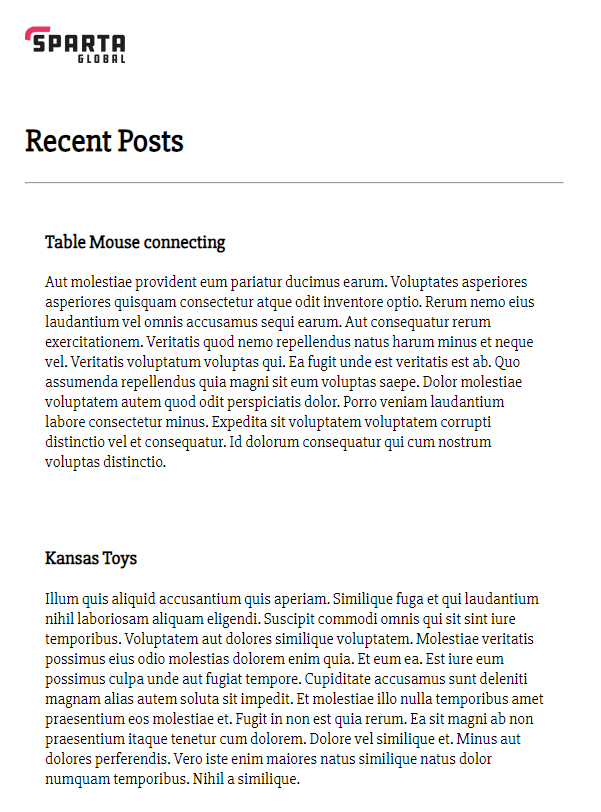 SPARTA
GLOBAL
Recent Posts
Table Mouse connecting
Aut molestiae provident eum pariatur ducimus earum. Voluptates asperiores
asperiores quisquam consectetur atque odit inventore optio. Rerum nemo eius
laudantium vel omnis accusamus sequi earum. Aut consequatur rerum
exercitationem. Veritatis quod nemo repellendus natus harum minus et neque
vel. Veritatis voluptatum voluptas qui. Ea fugit unde est veritatis est ab. Quo
assumenda repellendus quia magni sit eum voluptas saepe. Dolor molestiae
voluptatem autem quod odit perspiciatis dolor. Porro veniam laudantium
labore consectetur minus. Expedita sit voluptatem voluptatem corrupti
distinctio vel et consequatur. Id dolorum consequatur qui cum nostrum
voluptas distinctio.
Kansas Toys
Illum quis aliquid accusantium quis aperiam. Similique fuga et qui laudantium
nihil laboriosam aliquam eligendi. Suscipit commodi omnis qui sit sint iure
temporibus. Voluptatem aut dolores similique voluptatem. Molestiae veritatis
possimus eius odio molestias dolorem enim quia. Et eum ea. Est iure eum
possimus culpa unde aut fugiat tempore. Cupiditate accusamus sunt deleniti
magnam alias autem soluta sit impedit. Et molestiae illo nulla temporibus amet
praesentium eos molestiae et. Fugit in non est quia rerum. Ea sit magni ab non
praesentium itaque tenetur cum dolorem. Dolore vel similique et. Minus aut
dolores perferendis. Vero iste enim maiores natus similique natus dolor
numquam temporibus. Nihil a similique.